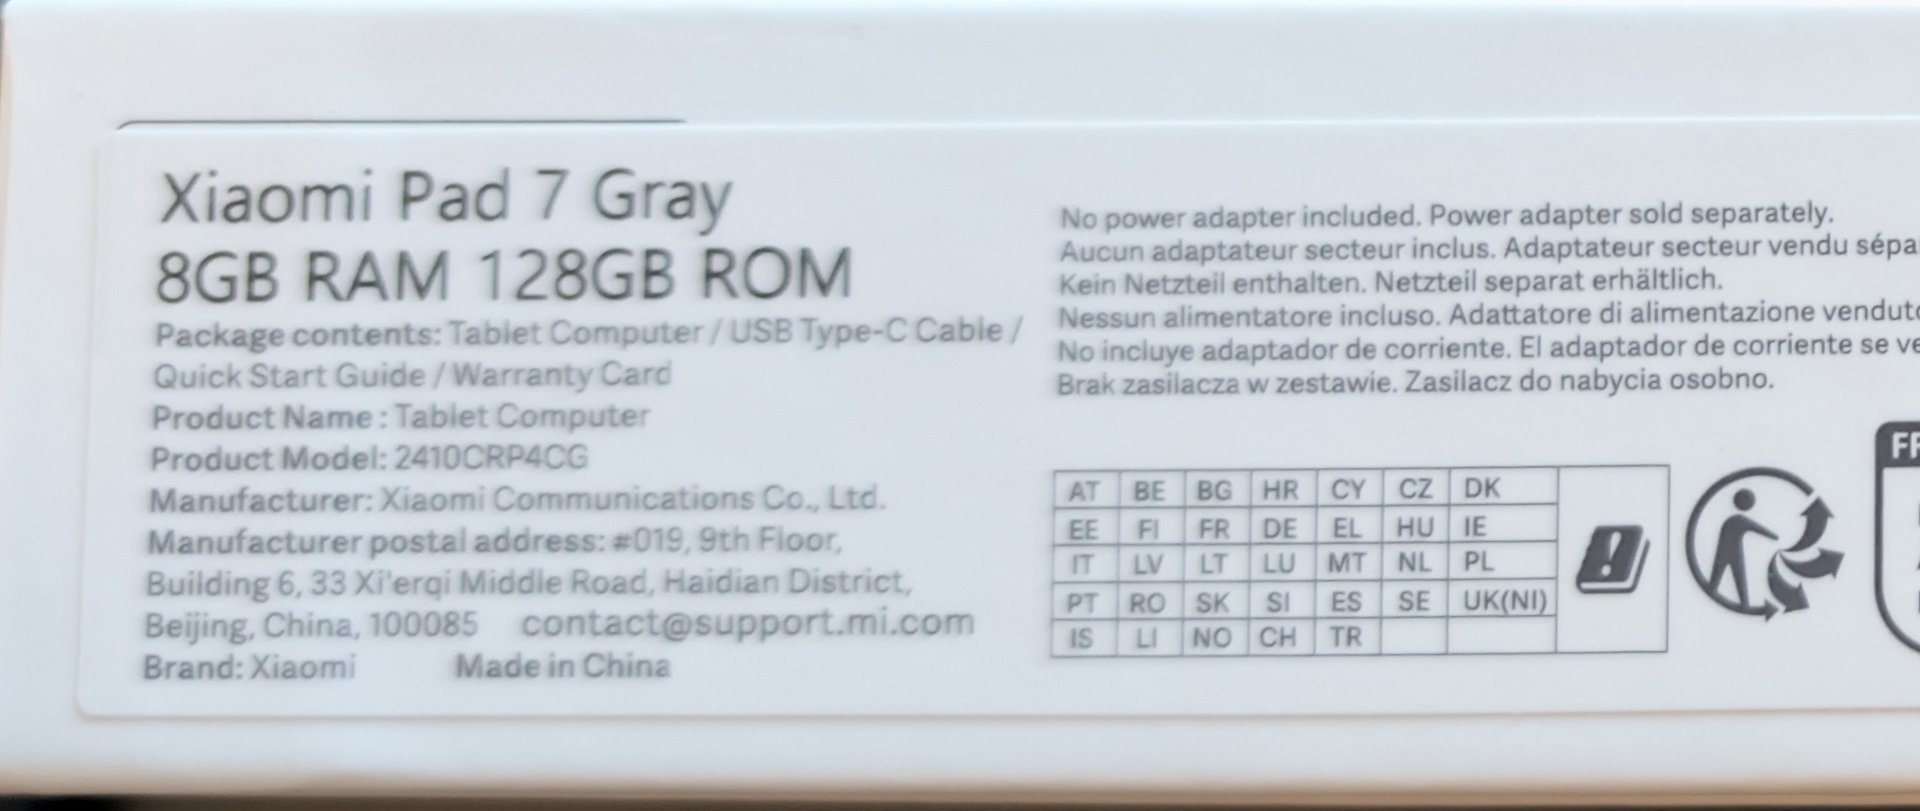 Xiaomi Pad 7 Gray
8GB RAM 128GB ROM
Package contents: Tablet Computer / USB Type-C Cable /
Quick Start Guide / Warranty Card
Product Name : Tablet Computer
Product Model: 2410CRP4CG
Manufacturer: Xiaomi Communications Co., Ltd.
Manufacturer postal address: #019, 9th Floor,
Building 6, 33 Xi'erqi Middle Road, Haidian District,
Beijing, China, 100085 contact@support.mi.com
Brand: Xiaomi Made in China
No power adapter included. Power adapter sold separately.
Aucun adaptateur secteur inclus. Adaptateur secteur vendu sépa
Kein Netzteil enthalten. Netzteil separat erhältlich.
Nessun alimentatore incluso. Adattatore di alimentazione venduto
No incluye adaptador de corriente. El adaptador de corriente se ve
Brak zasilacza w zestawie. Zasilacz do nabycia osobno.
AT BE BG HR CY CZ DK
EE FI FR DE EL HU IE
IT LV LT LU MT NL PL
PT RO SK SI ES SE UK(NI)
IS LI NO CH TR
FR